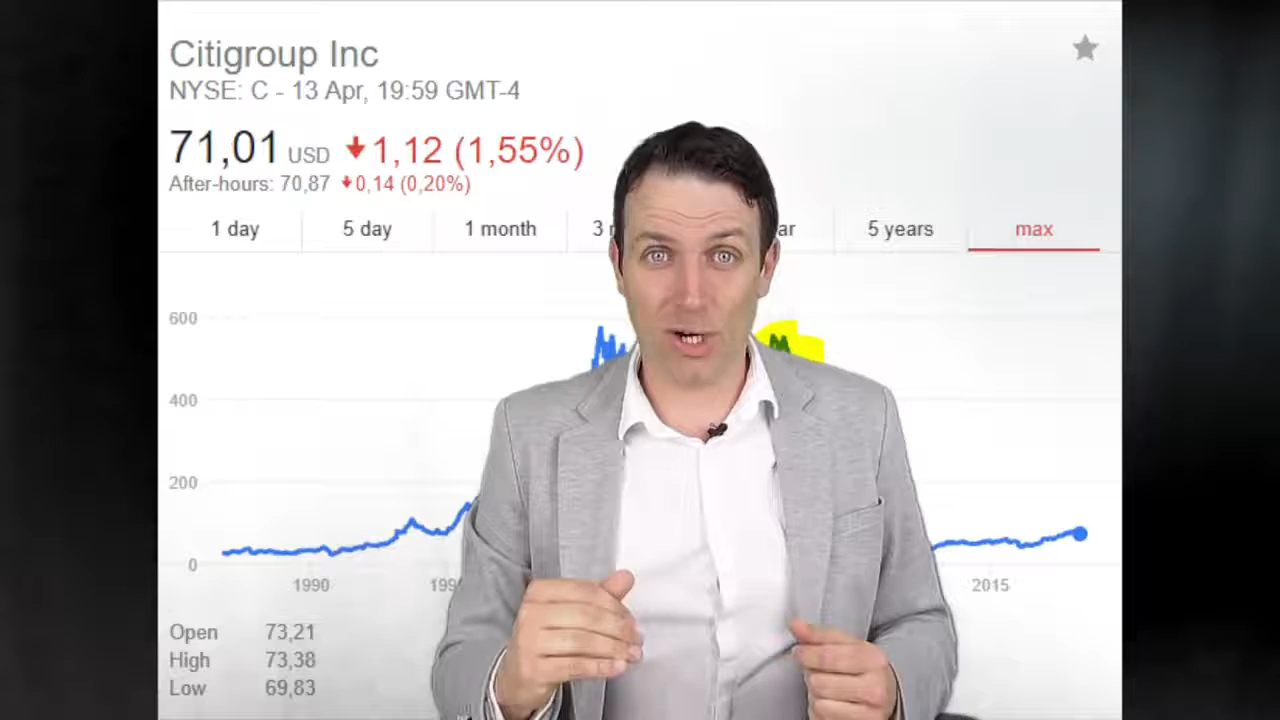 Citigroup Inc
NYSE: C - 13 Apr, 19:59 GMT-4
71,01 USD 1,12 (1,55%)
After-hours: 70,87 0,14 (0,20%)
1 day 5 day 1 month 3 5 years max
600
400
200
0
1990 2015
Open 73,21
High 73,38
Low 69,83